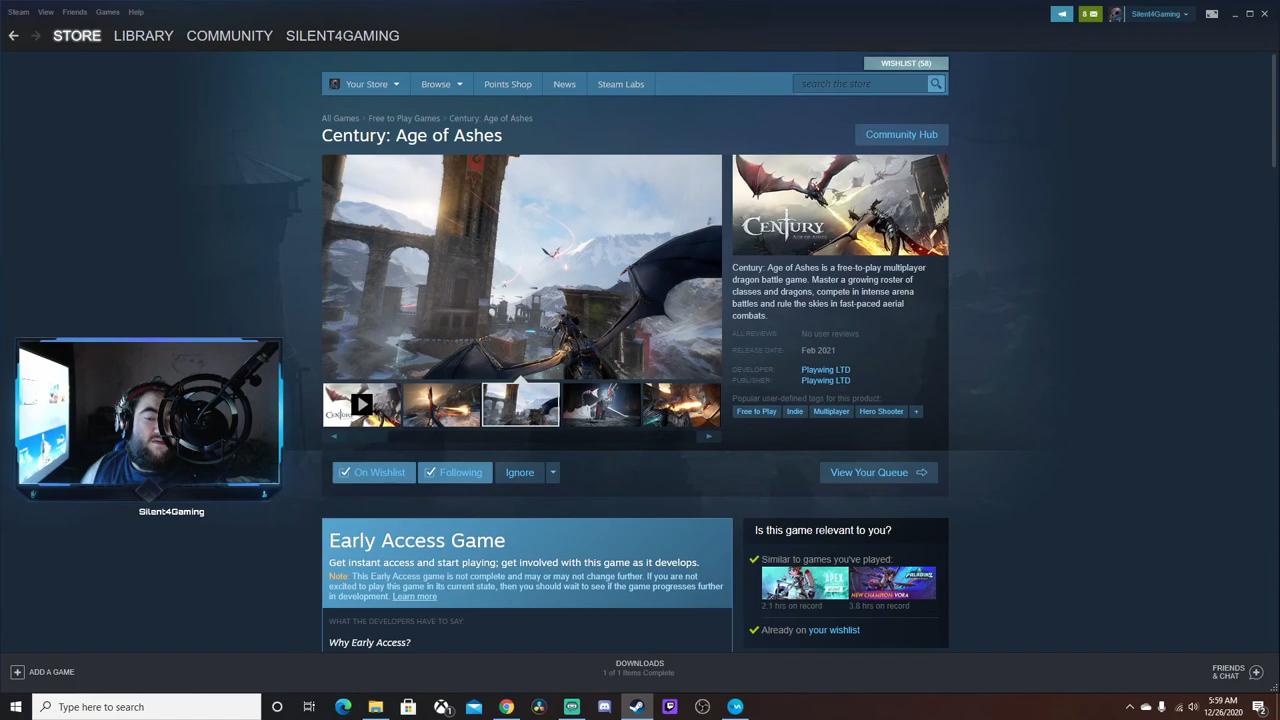 Steam View Friends Games Help
8
Silent4Gaming
STORE LIBRARY COMMUNITY SILENT4GAMING
WISHLIST (58)
Your Store Browse Points Shop News Steam Labs
search the store
All Games > Free to Play Games > Century: Age of Ashes
Century: Age of Ashes
Community Hub
CENTURY
AGE OF ASHES
Century: Age of Ashes is a free-to-play multiplayer
dragon battle game. Master a growing roster of
classes and dragons, compete in intense arena
battles and rule the skies in fast-paced aerial
combats.
ALL REVIEWS: No user reviews
RELEASE DATE: Feb 2021
DEVELOPER: Playwing LTD
PUBLISHER: Playwing LTD
Popular user-defined tags for this product:
Free to Play Indie Multiplayer Hero Shooter +
On Wishlist Following Ignore
View Your Queue
Silent4Gaming
Early Access Game
Get instant access and start playing; get involved with this game as it develops.
Note: This Early Access game is not complete and may or may not change further. If you are
not excited to play this game in its current state, then you should wait to see if the game progresses further
in development. Learn more
WHAT THE DEVELOPERS HAVE TO SAY:
Why Early Access?
Is this game relevant to you?
Similar to games you've played:
APEX
PALADINS
NEW CHAMPION: VORA
2.1 hrs on record 3.8 hrs on record
Already on your wishlist
ADD A GAME
DOWNLOADS
1 of 1 Items Complete
FRIENDS
& CHAT
Type here to search
5:59 AM
12/26/2020
2